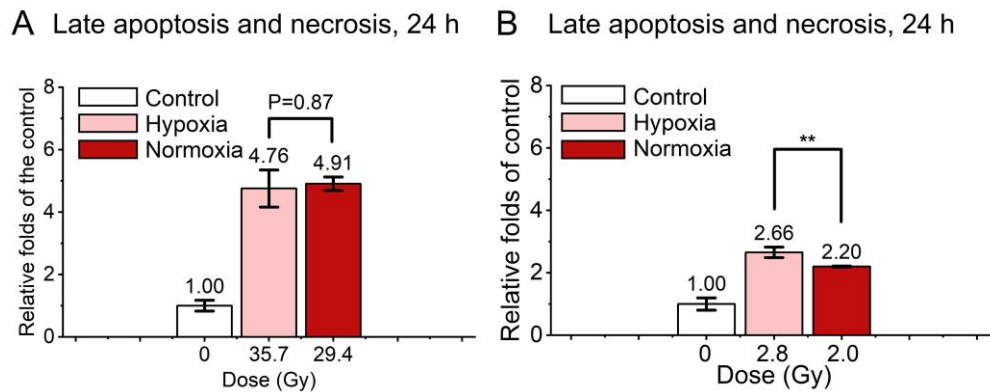 A Late apoptosis and necrosis, 24 h
Relative folds of the control
8
6
4
2
0
Control
Hypoxia
Normoxia
P=0.87
1.00
4.76
4.91
0 35.7 29.4
Dose (Gy)
B Late apoptosis and necrosis, 24 h
Relative folds of control
8
6
4
2
0
Control
Hypoxia
Normoxia
**
1.00
2.66
2.20
0 2.8 2.0
Dose (Gy)